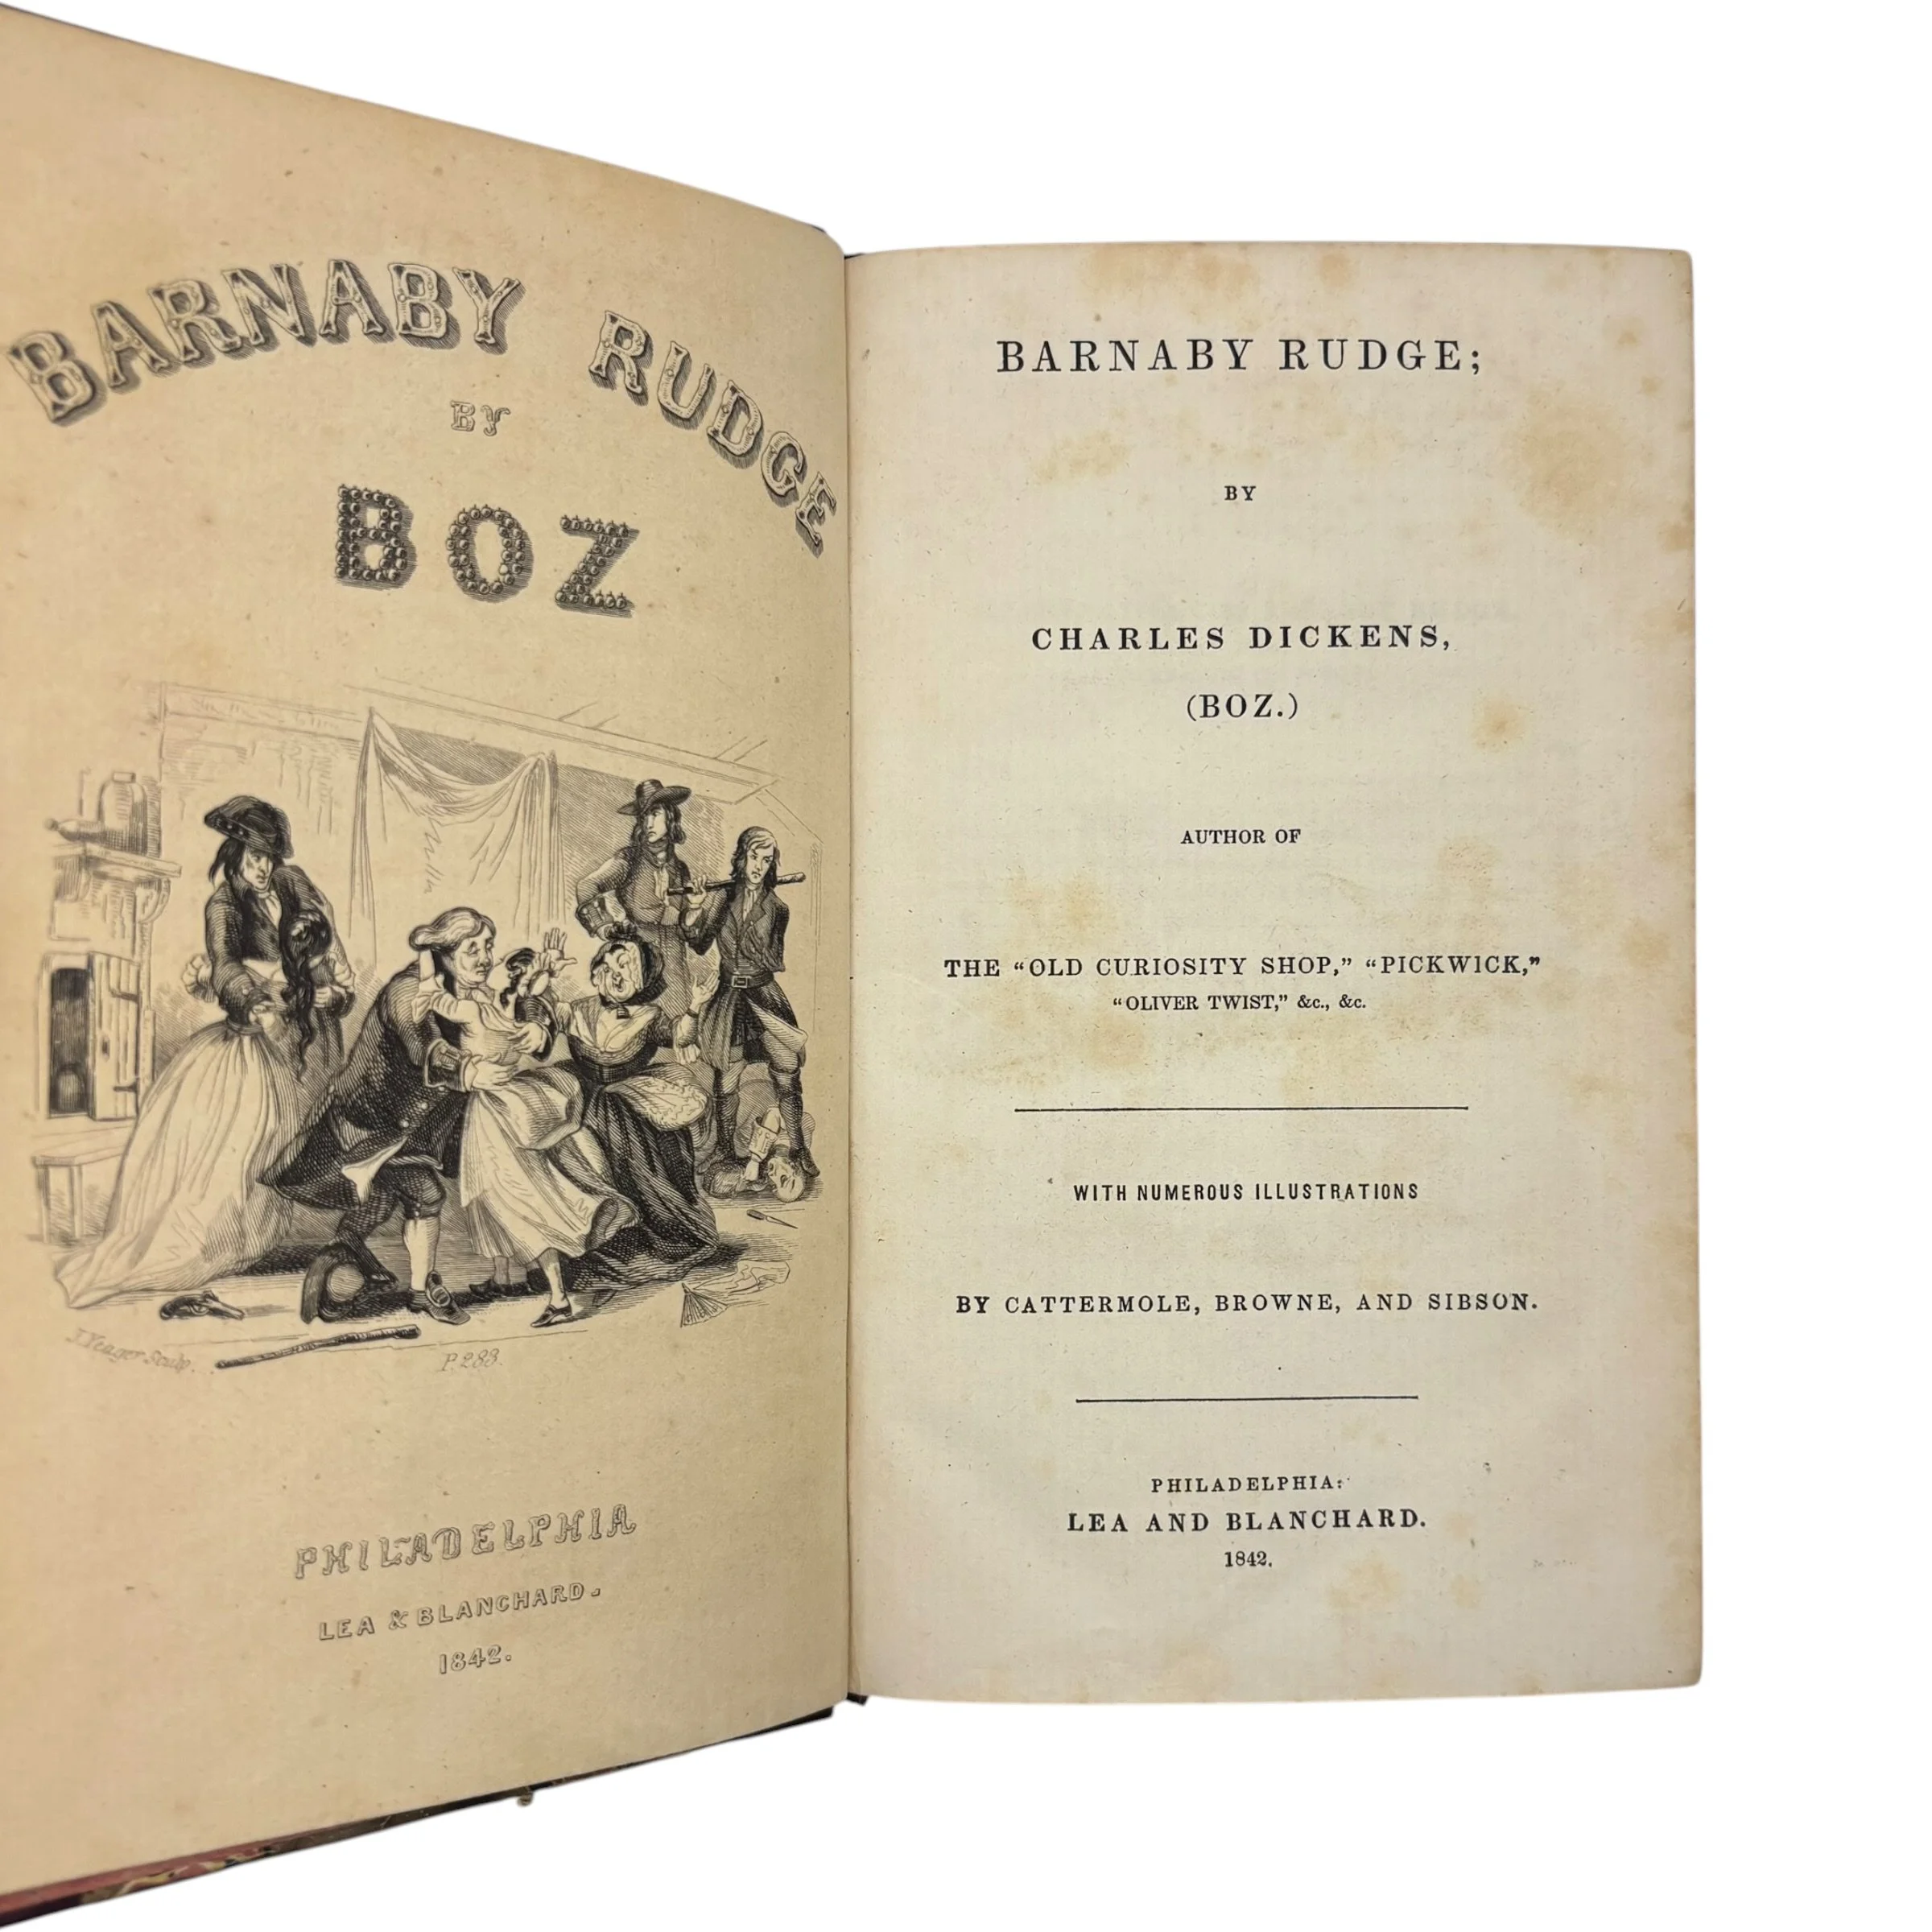 BARNABY RUDGE
BY
BOZ
J. Yeager Sculp.
P. 288.
PHILADELPHIA
LEA & BLANCHARD.
1842.
BARNABY RUDGE;
BY
CHARLES DICKENS,
(BOZ.)
AUTHOR OF
THE “OLD CURIOSITY SHOP,” “PICKWICK,”
“OLIVER TWIST,” &c., &c.
WITH NUMEROUS ILLUSTRATIONS
BY CATTERMOLE, BROWNE, AND SIBSON.
PHILADELPHIA:
LEA AND BLANCHARD.
1842.